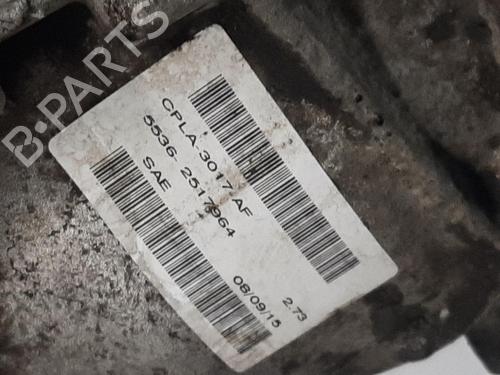 B-PARTS
CPLA-3017 AF
5536- 2517964
SAE
2.73
08/09/15